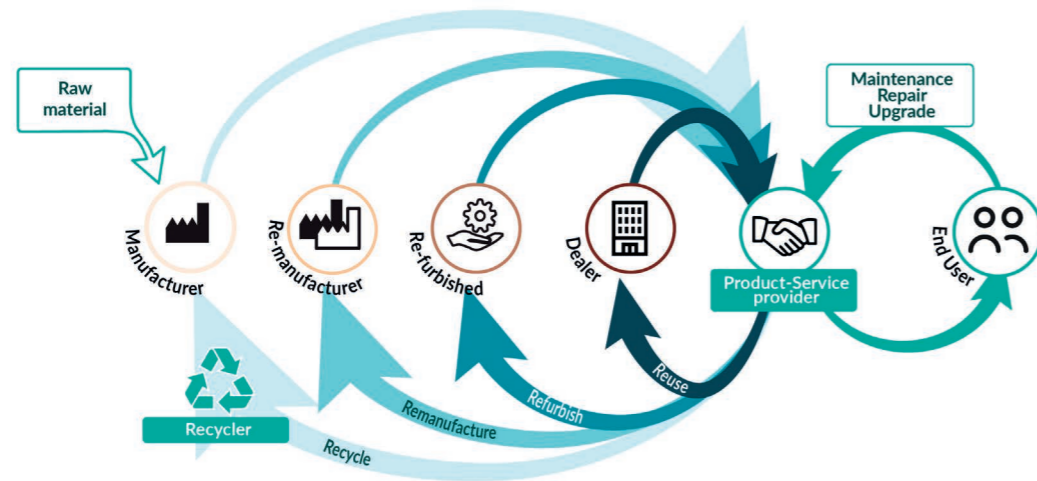 Raw
material
Maintenance
Repair
Upgrade
Manufacturer
Re-manufacturer
Re-furbished
Dealer
Product-Service
provider
End User
Reuse
Refurbish
Remanufacture
Recycle
Recycler